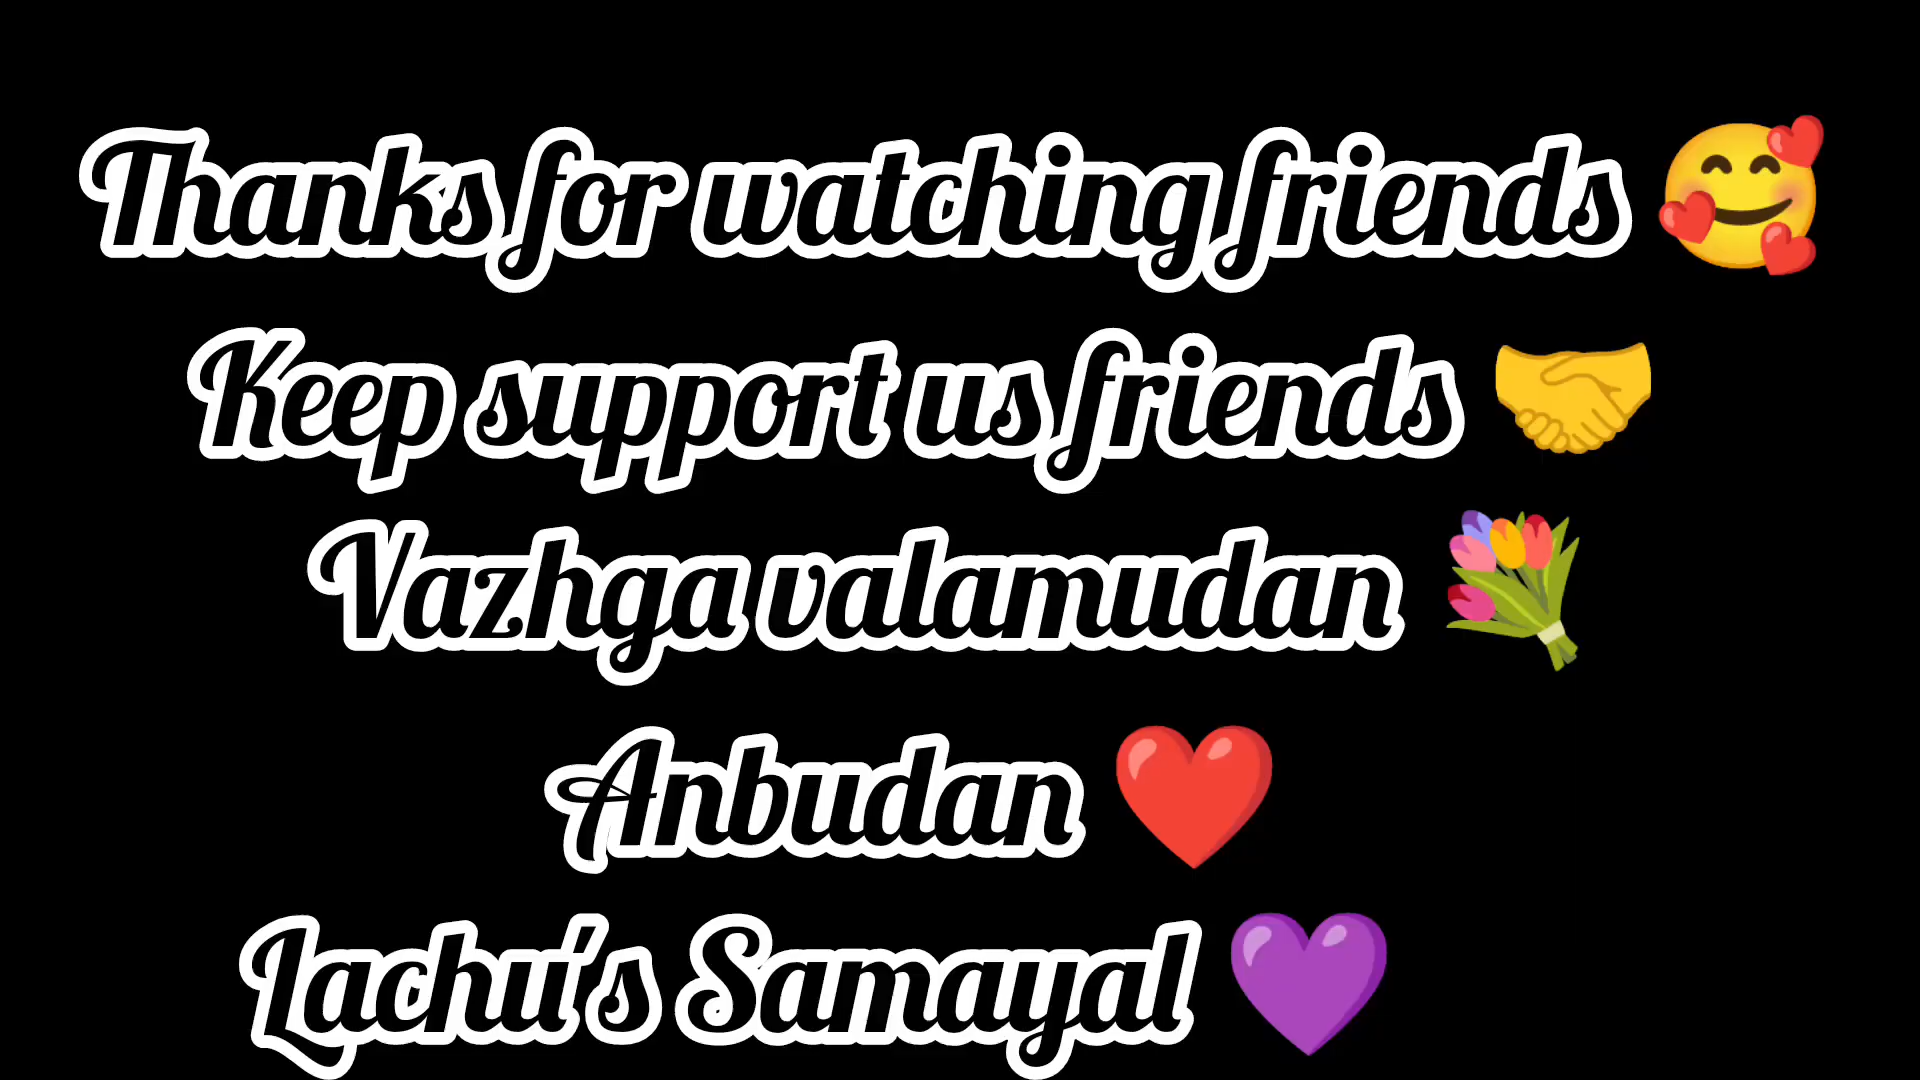 Thanks for watching friends 🥰
Keep support us friends 🤝
Vazhga valamudan 💐
Anbudan ❤️
Lachu's Samayal 💜